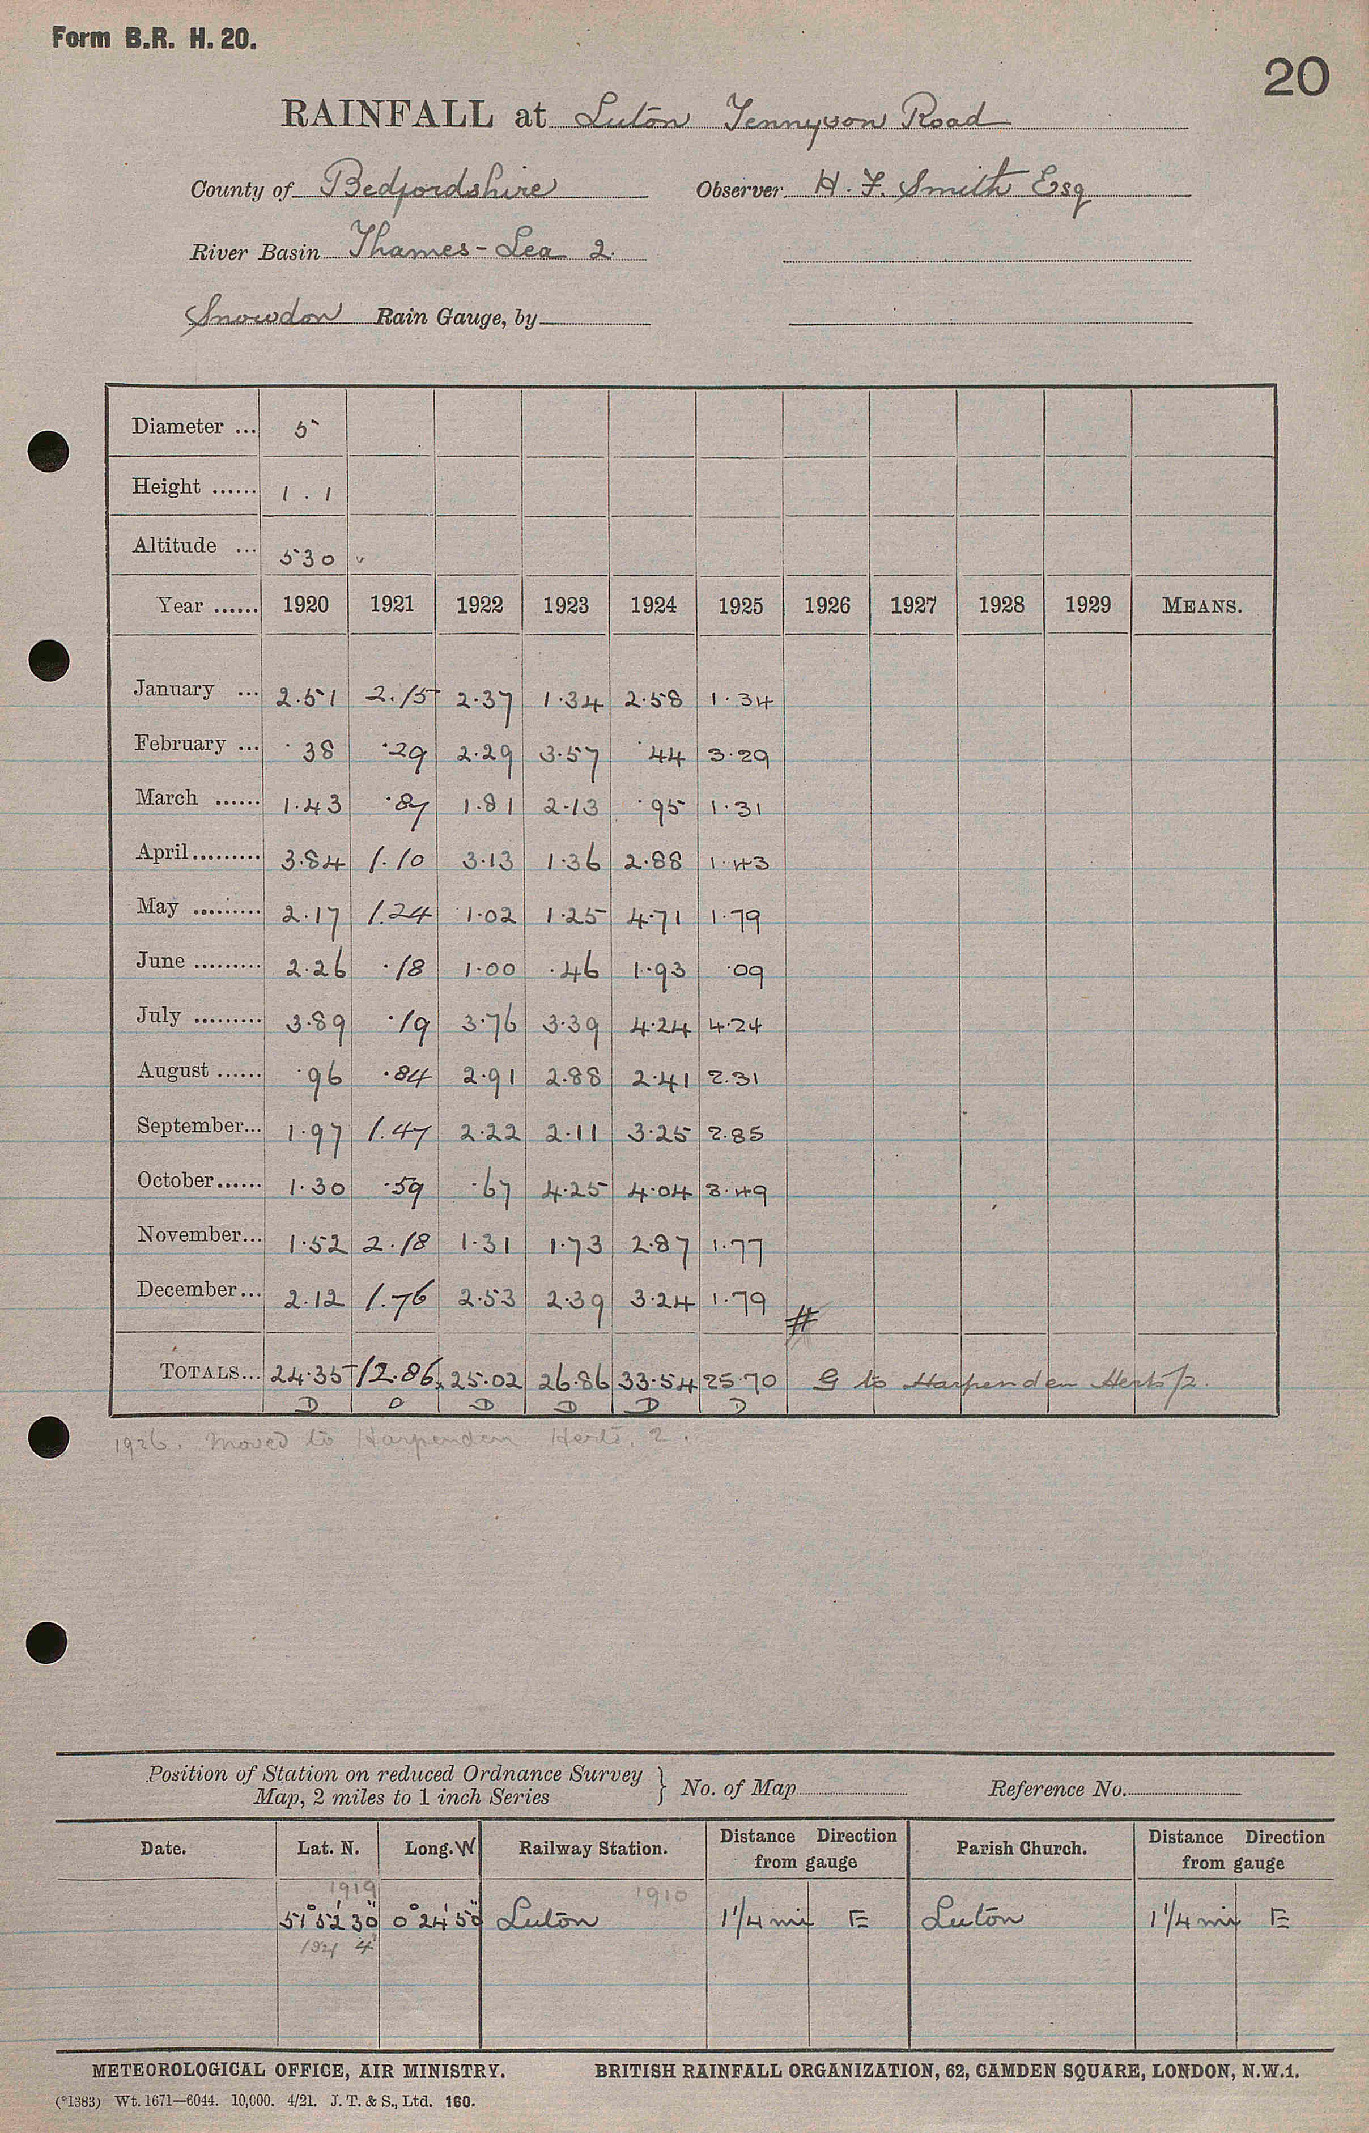 Form B.R. H. 20.
20
RAINFALL at Luton Tennyson Road
County of Bedfordshire Observer H. F. Smith Esq
River Basin Thames - Lea 2.
Snowdon Rain Gauge, by
Diameter ... 5
Height ...... 1 . 1
Altitude ... 530
Year ...... 1920 1921 1922 1923 1924 1925 1926 1927 1928 1929 MEANS.
January ... 2.51 2.15 2.37 1.34 2.58 1.34
February ... .38 .29 2.29 3.57 .44 3.29
March ...... 1.43 .87 1.81 2.13 .95 1.31
April ......... 3.84 1.10 3.13 1.36 2.88 1.43
May ......... 2.17 1.24 1.02 1.25 4.71 1.79
June ......... 2.26 .18 1.00 .46 1.93 .09
July ......... 3.89 .19 3.76 3.39 4.24 4.24
August ...... .96 .84 2.91 2.88 2.41 2.31
September... 1.97 1.47 2.22 2.11 3.25 2.85
October ...... 1.30 .59 .67 4.25 4.04 3.49
November... 1.52 2.18 1.31 1.73 2.87 1.77
December... 2.12 1.76 2.53 2.39 3.24 1.79 #
TOTALS... 24.35 12.86 25.02 26.86 33.54 25.70 G to Harpenden Herts/2.
D D D D D D
1926. Moved to Harpenden Herts. 2.
Position of Station on reduced Ordnance Survey Map, 2 miles to 1 inch Series } No. of Map Reference No.
Date. Lat. N. Long. W Railway Station. Distance Direction from gauge Parish Church. Distance Direction from gauge
1919 1910
51° 52' 30" 0° 24' 50" Luton 1 1/4 mi E Luton 1 1/4 mi E
METEOROLOGICAL OFFICE, AIR MINISTRY. BRITISH RAINFALL ORGANIZATION, 62, CAMDEN SQUARE, LONDON, N.W.1.
(*1383) Wt. 1671—6044. 10,000. 4/21. J. T. & S., Ltd. 160.